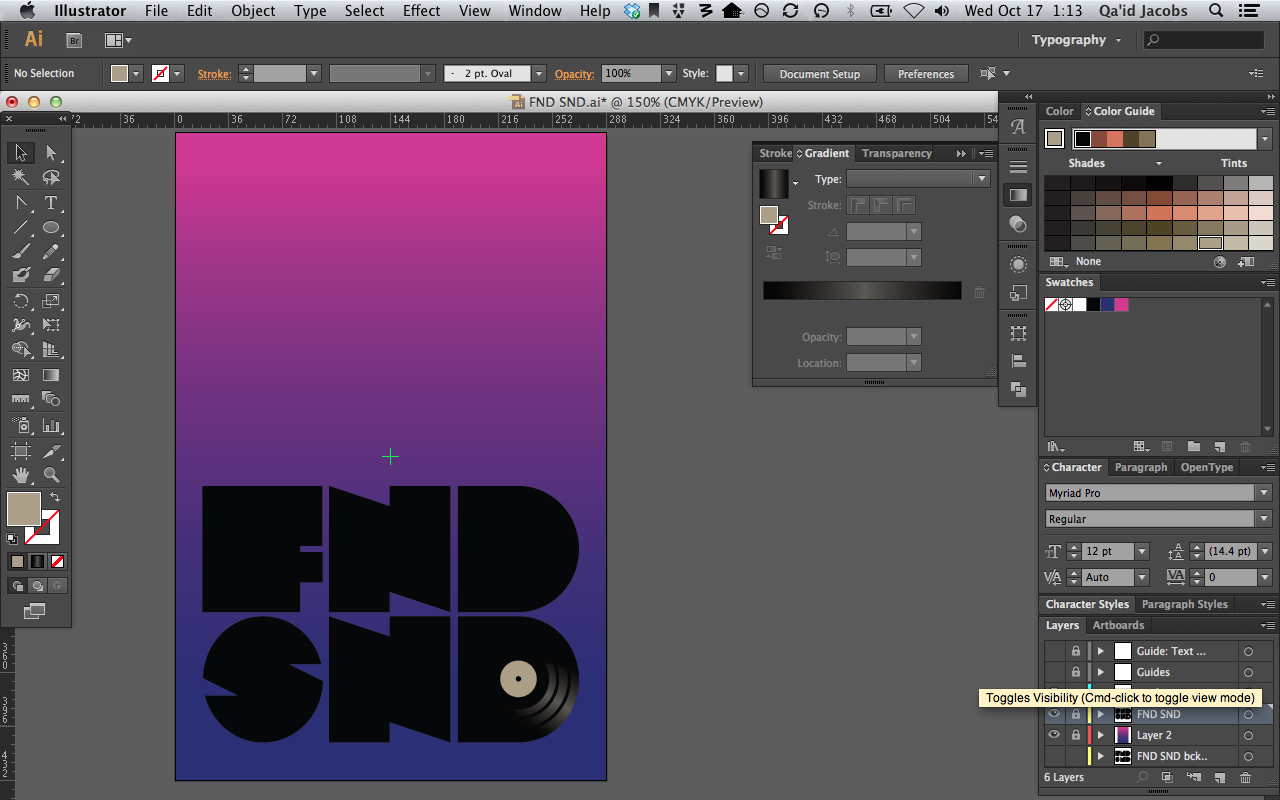 Illustrator File Edit Object Type Select Effect View Window Help Wed Oct 17 1:13 Qa'id Jacobs
Ai Br Typography
No Selection Stroke: 2 pt. Oval Opacity: 100% Style: Document Setup Preferences
FND SND.ai* @ 150% (CMYK/Preview)
72 36 0 36 72 108 144 180 216 252 288 324 360 396 432 468 504 54
Color Color Guide
Stroke Gradient Transparency
Type:
Stroke:
Opacity:
Location:
Shades Tints
None
Swatches
Character Paragraph OpenType
Myriad Pro
Regular
12 pt (14.4 pt)
Auto 0
Character Styles Paragraph Styles
Layers Artboards
Guide: Text ...
Guides
Toggles Visibility (Cmd-click to toggle view mode)
FND SND
Layer 2
FND SND bck..
6 Layers
FND
SND
360
396
432